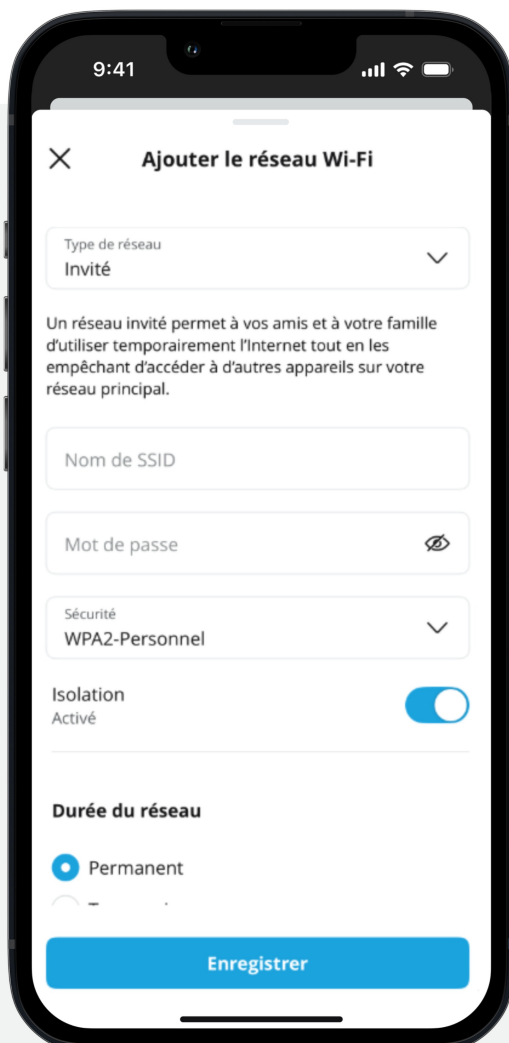 9:41
Ajouter le réseau Wi-Fi
Type de réseau
Invité
Un réseau invité permet à vos amis et à votre famille
d'utiliser temporairement l'Internet tout en les
empêchant d'accéder à d'autres appareils sur votre
réseau principal.
Nom de SSID
Mot de passe
Sécurité
WPA2-Personnel
Isolation
Activé
Durée du réseau
Permanent
Enregistrer